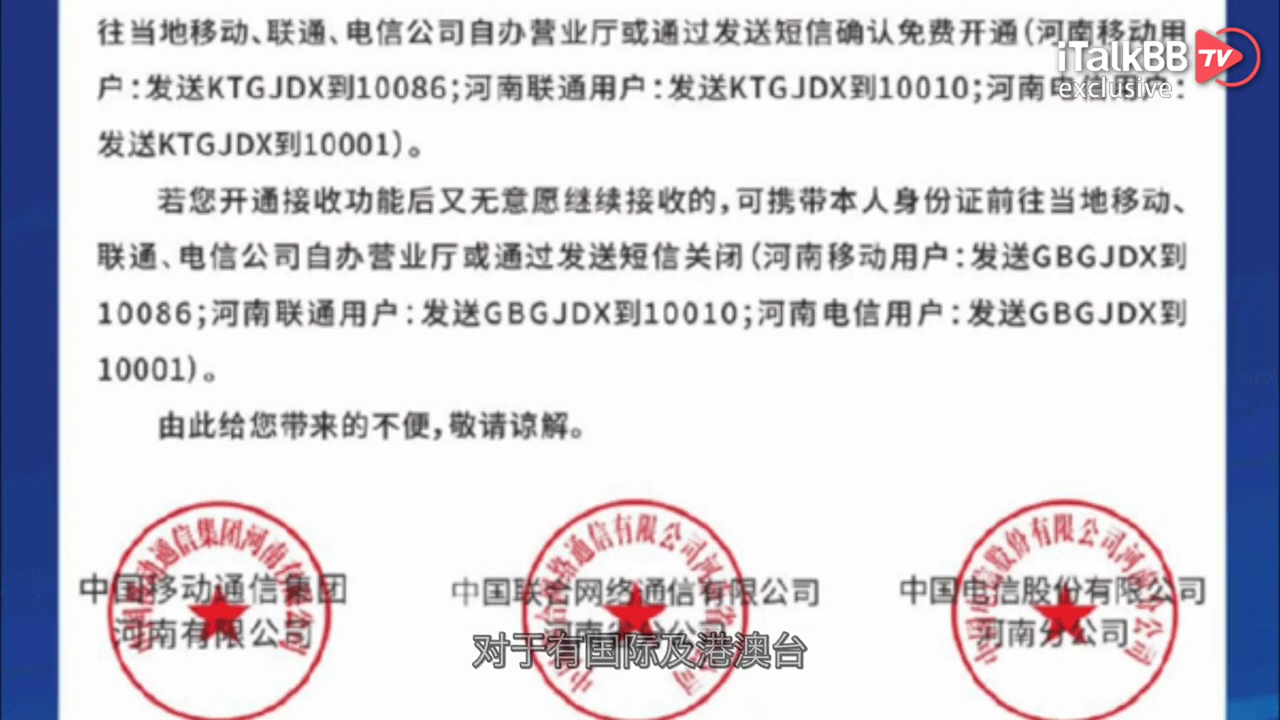 往当地移动、联通、电信公司自办营业厅或通过发送短信确认免费开通(河南移动用
户:发送KTGJDX到10086;河南联通用户:发送KTGJDX到10010;河南电信用户:
发送KTGJDX到10001)。
若您开通接收功能后又无意愿继续接收的,可携带本人身份证前往当地移动、
联通、电信公司自办营业厅或通过发送短信关闭(河南移动用户:发送GBGJDX到
10086;河南联通用户:发送GBGJDX到10010;河南电信用户:发送GBGJDX到
10001)。
由此给您带来的不便,敬请谅解。
中国移动通信集团
河南有限公司
中国联合网络通信有限公司
河南省分公司
中国电信股份有限公司
河南分公司
对于有国际及港澳台
iTalkBB TV
exclusive